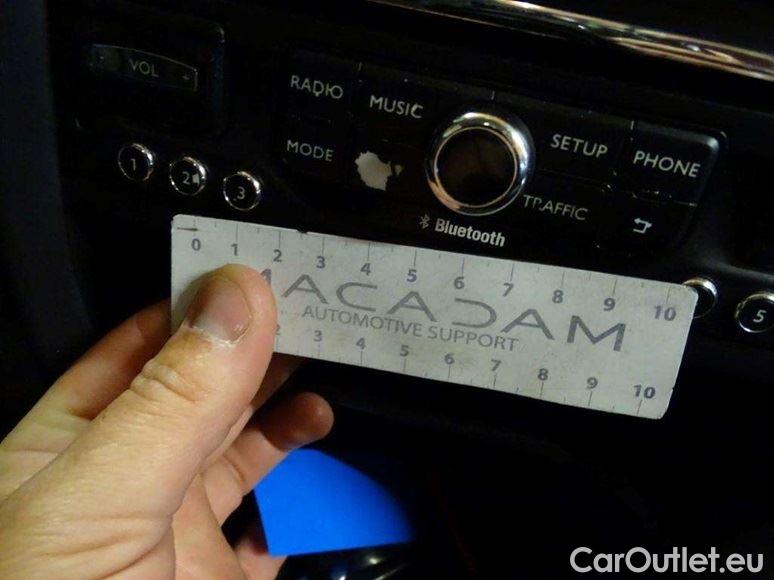 - VOL +
RADIO MUSIC SETUP PHONE
MODE TRAFFIC
1 2 3
Bluetooth
0 1 2 3 4 5 6 7 8 9 10
MACADAM
AUTOMOTIVE SUPPORT
2 3 4 5 6 7 8 9 10
5
CarOutlet.eu